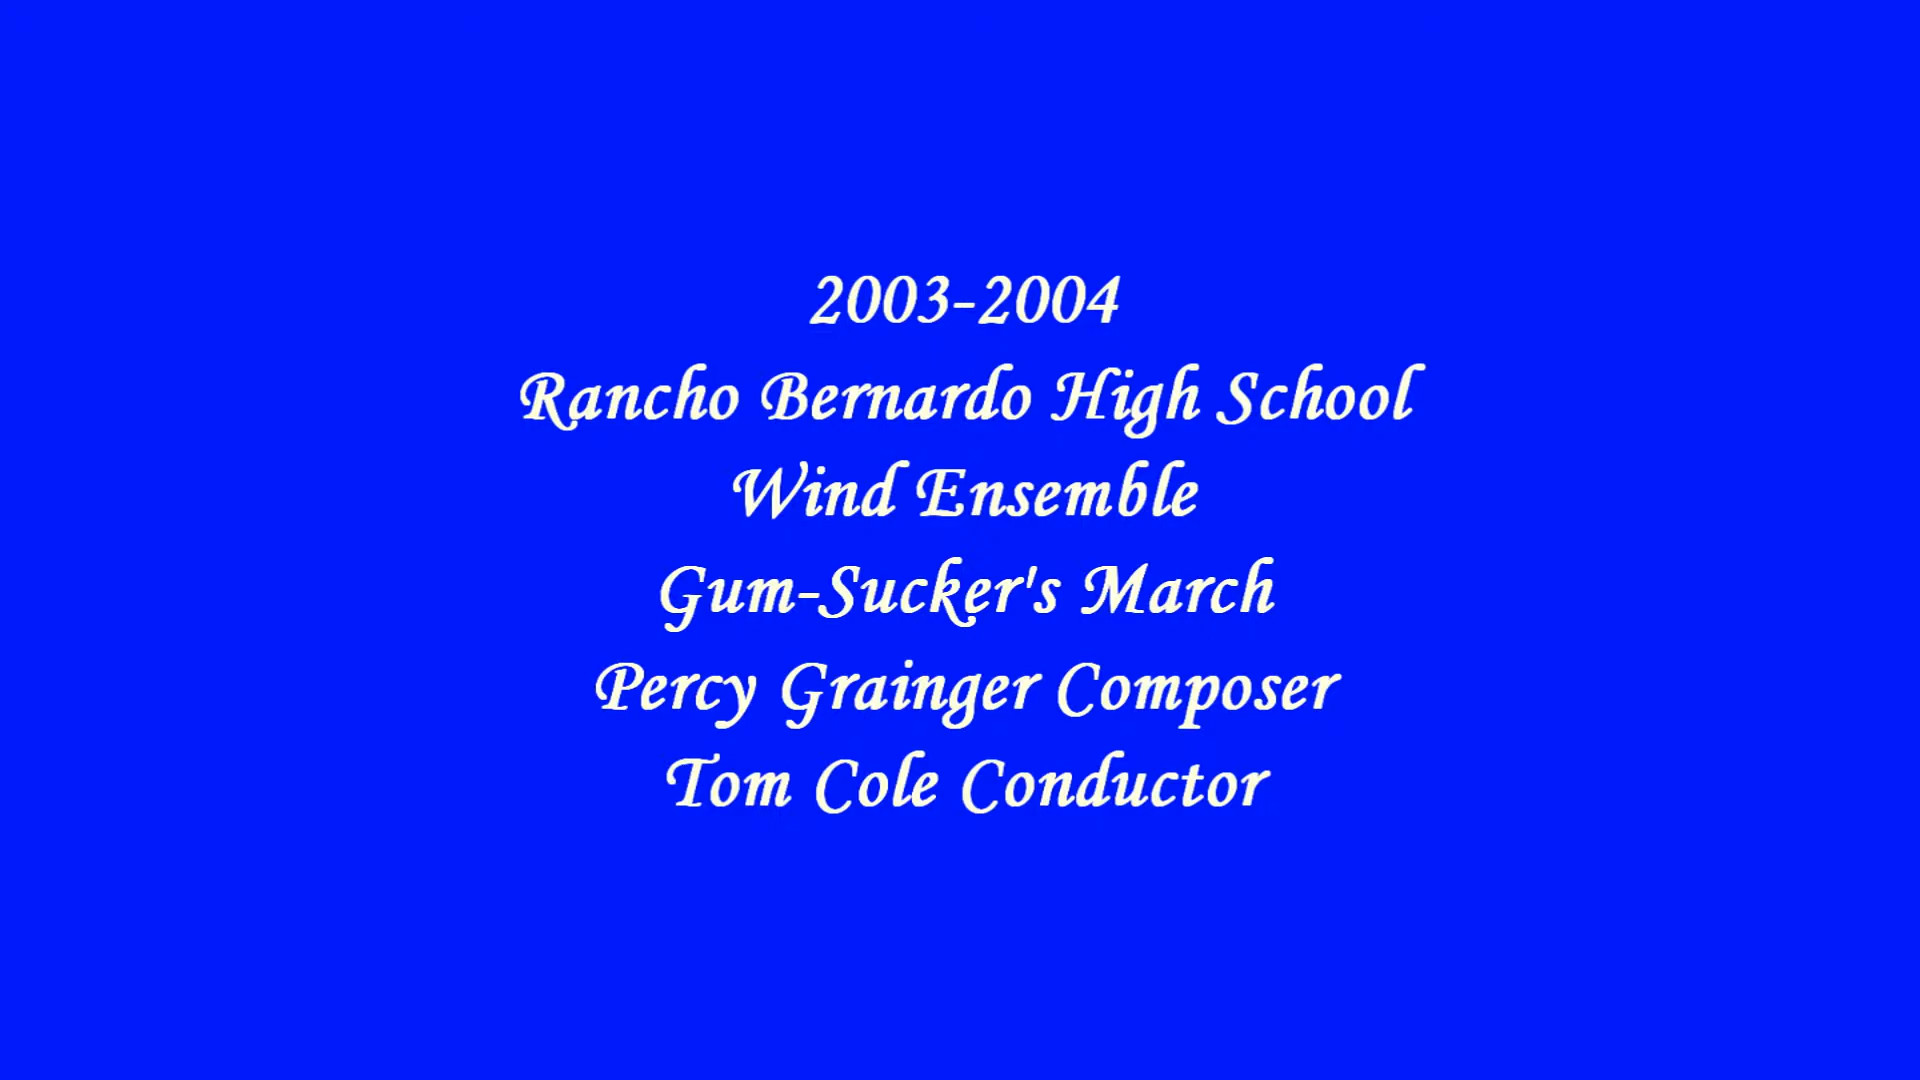 2003-2004
Rancho Bernardo High School
Wind Ensemble
Gum-Sucker's March
Percy Grainger Composer
Tom Cole Conductor